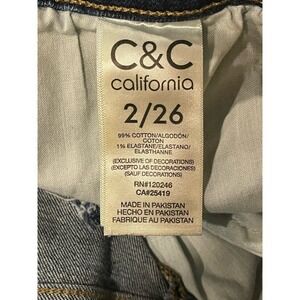 C&C
california
2/26
99% COTTON/ALGODÓN/
COTON
1% ELASTANE/ELASTANO/
ELASTHANNE
(EXCLUSIVE OF DECORATIONS)
(EXCEPTO LAS DECORACIONES)
(SAUF DECORATIONS)
RN#120246
CA#25419
MADE IN PAKISTAN
HECHO EN PAKISTAN
FABRIQUE AU PAKISTAN